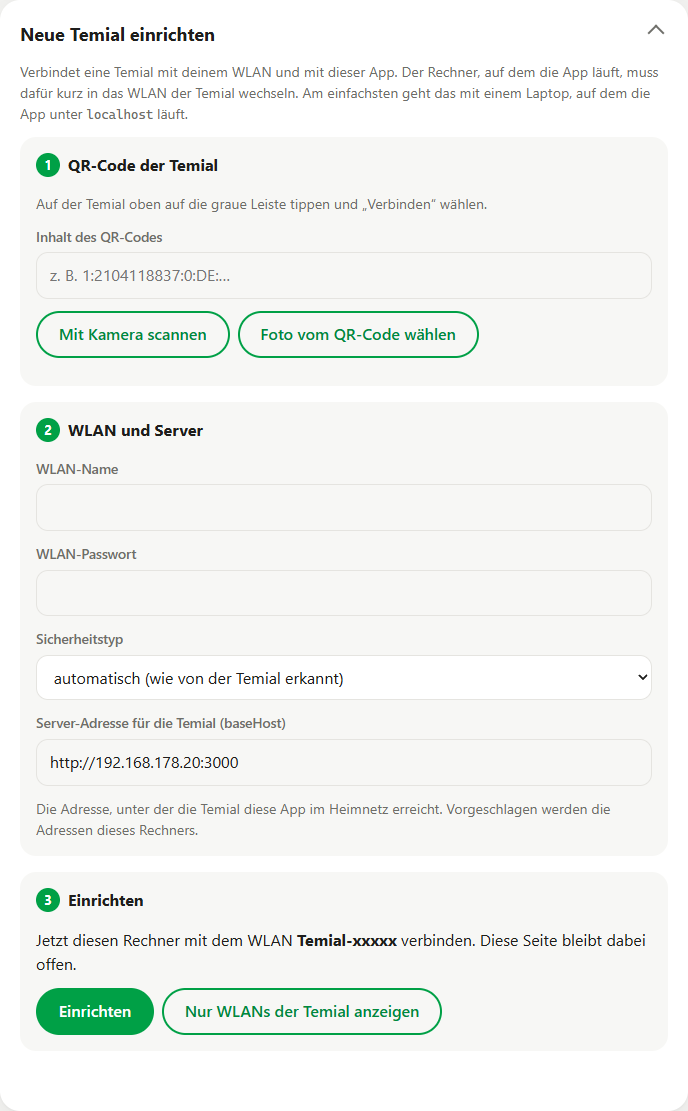 Neue Temial einrichten
Verbindet eine Temial mit deinem WLAN und mit dieser App. Der Rechner, auf dem die App läuft, muss
dafür kurz in das WLAN der Temial wechseln. Am einfachsten geht das mit einem Laptop, auf dem die
App unter localhost läuft.
1 QR-Code der Temial
Auf der Temial oben auf die graue Leiste tippen und „Verbinden“ wählen.
Inhalt des QR-Codes
z. B. 1:2104118837:0:DE:...
Mit Kamera scannen Foto vom QR-Code wählen
2 WLAN und Server
WLAN-Name
WLAN-Passwort
Sicherheitstyp
automatisch (wie von der Temial erkannt)
Server-Adresse für die Temial (baseHost)
http://192.168.178.20:3000
Die Adresse, unter der die Temial diese App im Heimnetz erreicht. Vorgeschlagen werden die
Adressen dieses Rechners.
3 Einrichten
Jetzt diesen Rechner mit dem WLAN Temial-xxxxx verbinden. Diese Seite bleibt dabei
offen.
Einrichten Nur WLANs der Temial anzeigen